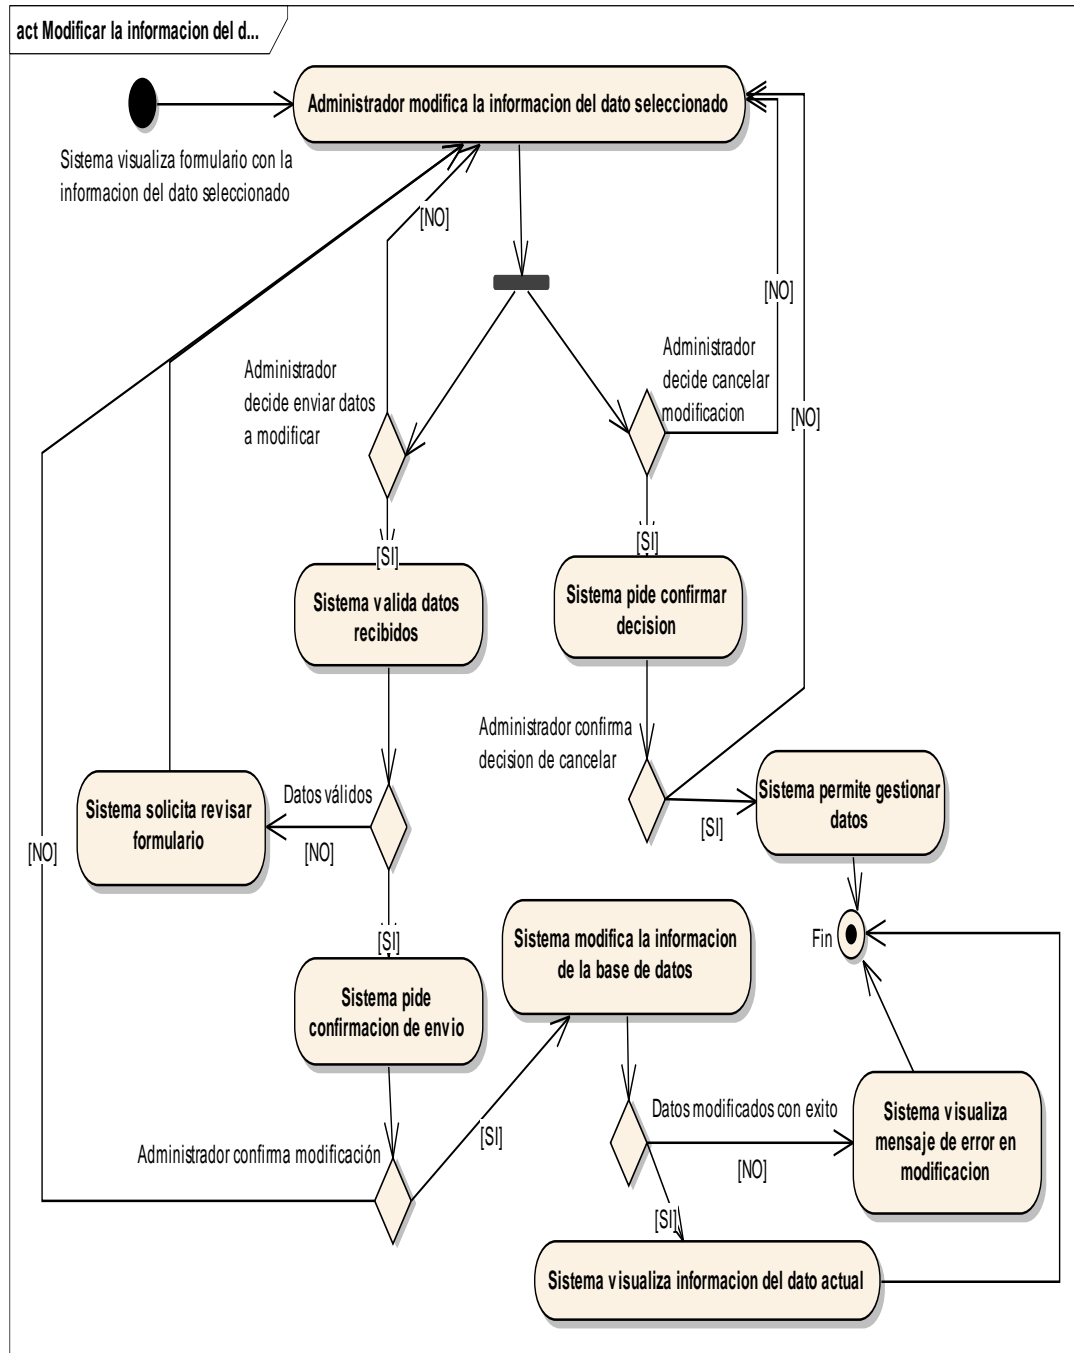 act Modificar la informacion del d...
Administrador modifica la informacion del dato seleccionado
Sistema visualiza formulario con la
informacion del dato seleccionado
[NO]
[NO]
Administrador
decide enviar datos
a modificar
Administrador
decide cancelar
modificacion
[NO]
[SI]
[SI]
Sistema valida datos
recibidos
Sistema pide confirmar
decision
Administrador confirma
decision de cancelar
Sistema solicita revisar
formulario
Datos válidos
[NO]
[NO]
Sistema permite gestionar
datos
[SI]
[SI]
Sistema modifica la informacion
de la base de datos
Fin
Sistema pide
confirmacion de envio
Administrador confirma modificación
[SI]
Datos modificados con exito
[NO]
Sistema visualiza
mensaje de error en
modificacion
[SI]
Sistema visualiza informacion del dato actual